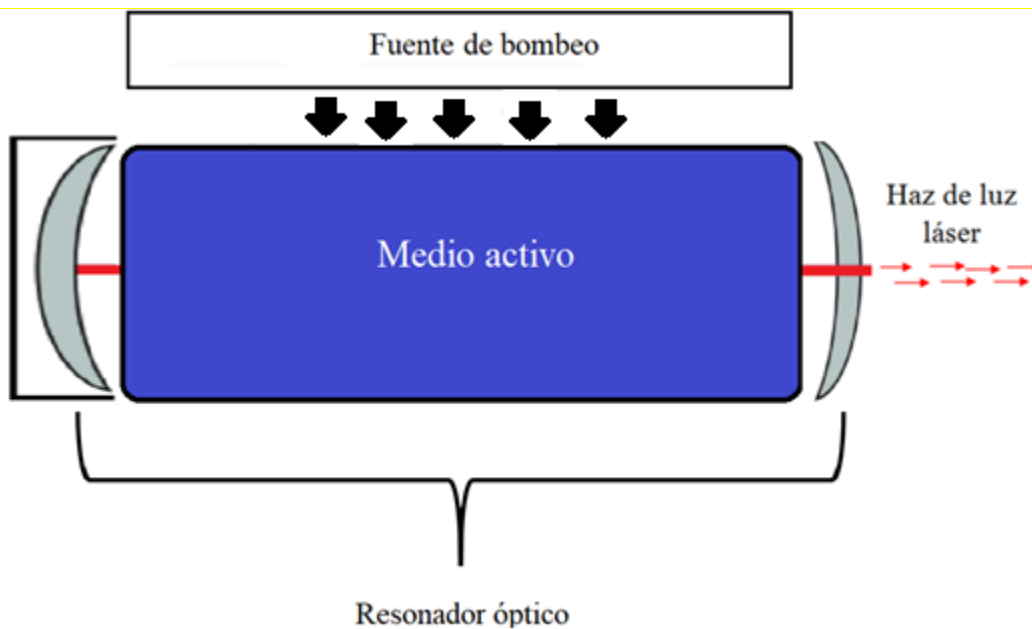 Fuente de bombeo
Medio activo
Haz de luz
láser
Resonador óptico